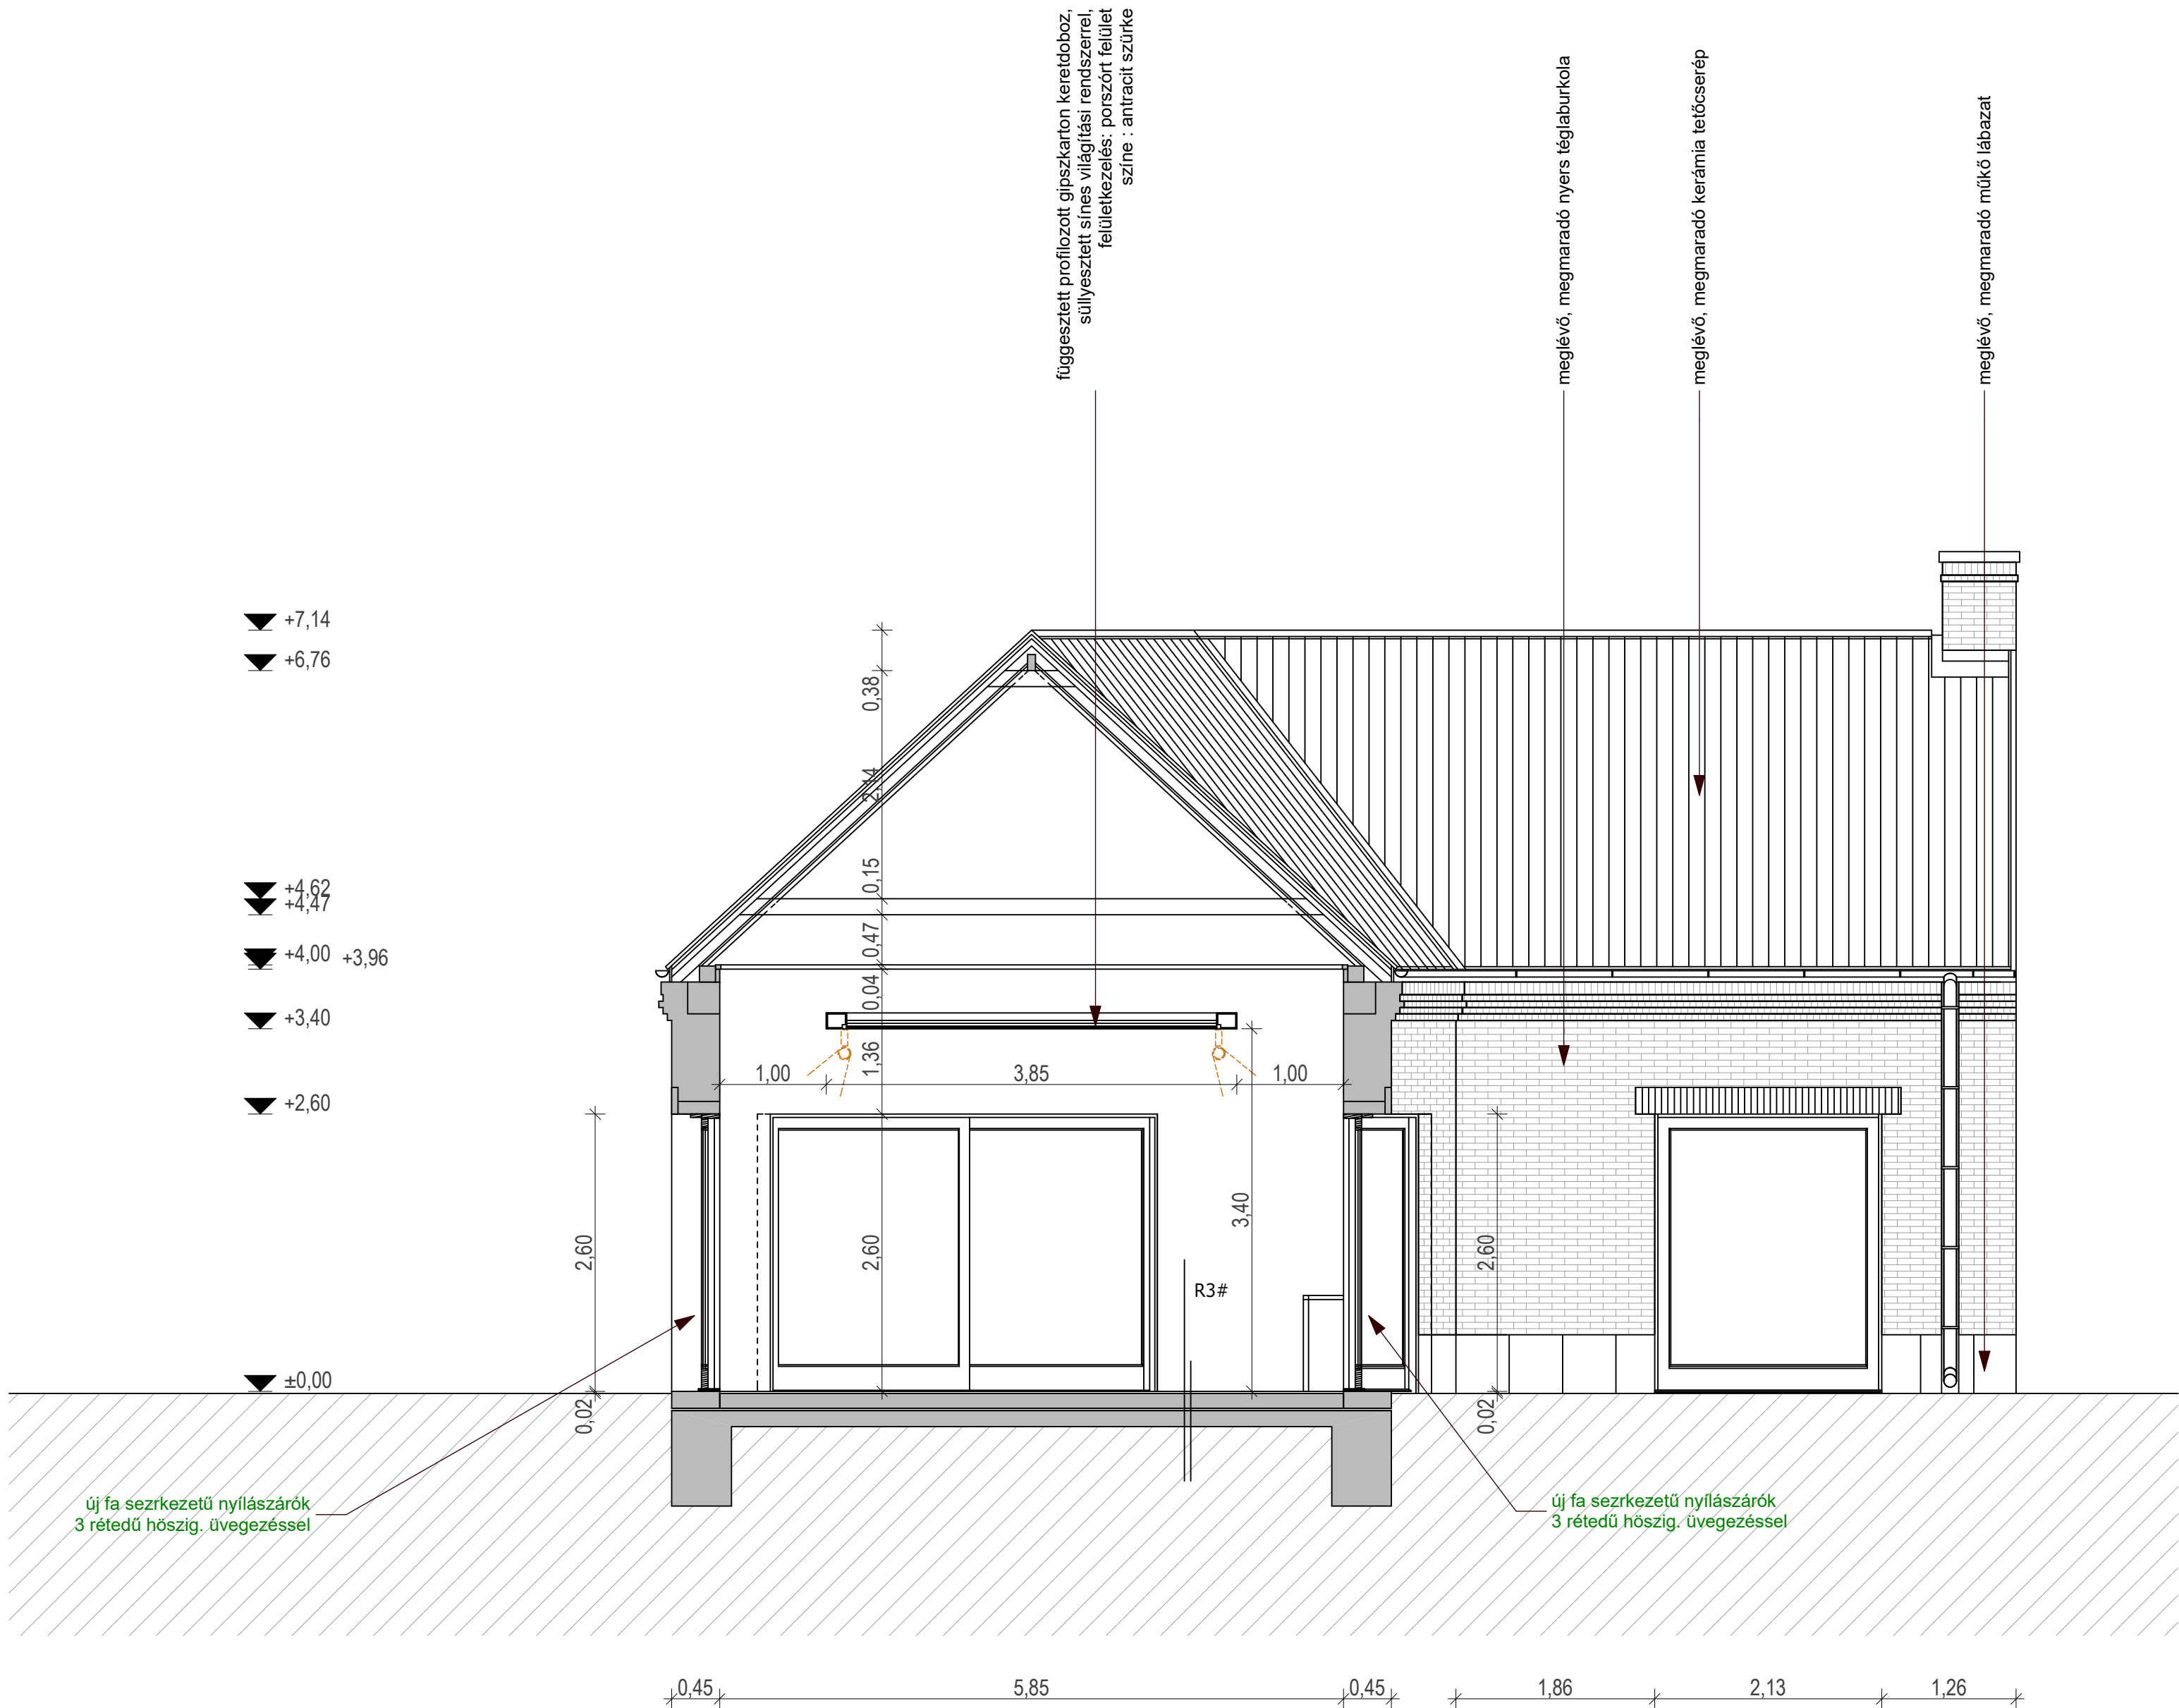 függesztett profilozott gipszkarton keretdoboz,
süllyesztett sínes világítási rendszerrel,
felületkezelés: porszórt felület
színe : antracit szürke
meglévő, megmaradó nyers téglaburkola
meglévő, megmaradó kerámia tetőcserép
meglévő, megmaradó műkő lábazat
+7,14
+6,76
+4,62
+4,47
+4,00
+3,96
+3,40
+2,60
±0,00
0,38
2,14
0,15
0,47
0,04
1,36
2,60
1,00
3,85
1,00
3,40
2,60
0,02
2,60
0,02
R3#
új fa sezrkezetű nyílászárók
3 rétedű höszig. üvegezéssel
új fa sezrkezetű nyílászárók
3 rétedű höszig. üvegezéssel
0,45
5,85
0,45
1,86
2,13
1,26